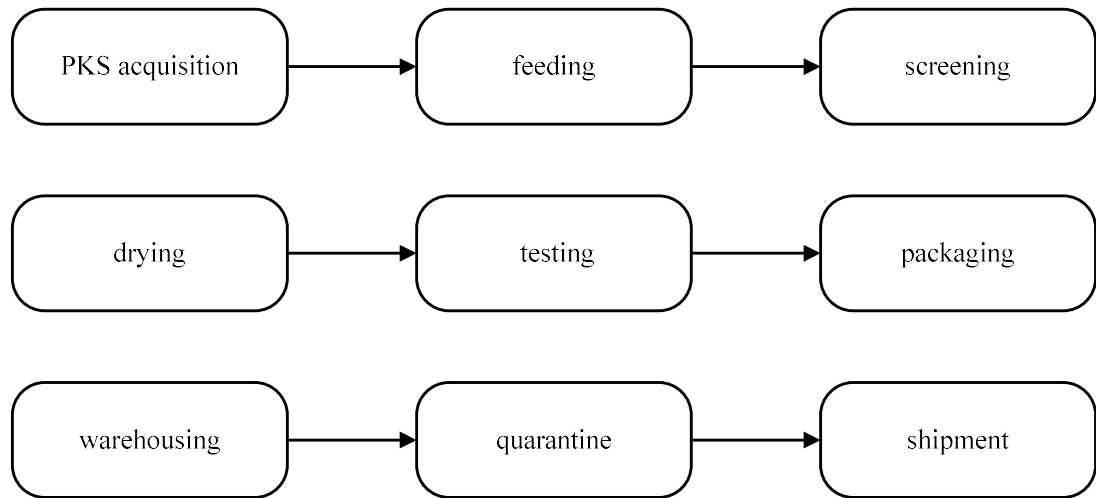 PKS acquisition
feeding
screening
drying
testing
packaging
warehousing
quarantine
shipment